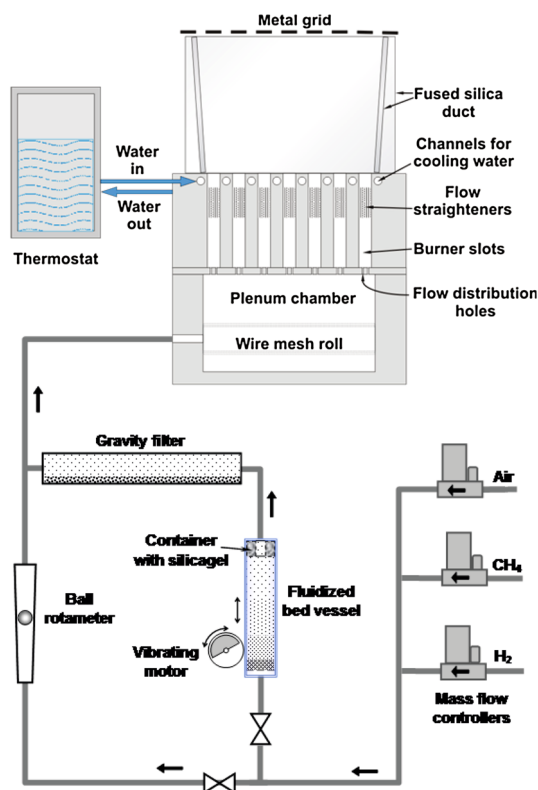 Metal grid
Fused silica
duct
Channels for
cooling water
Water
in
Water
out
Flow
straighteners
Thermostat
Burner slots
Plenum chamber
Flow distribution
holes
Wire mesh roll
Gravity filter
Air
Container
with silicagel
CH₄
Ball
rotameter
Fluidized
bed vessel
Vibrating
motor
H₂
Mass flow
controllers